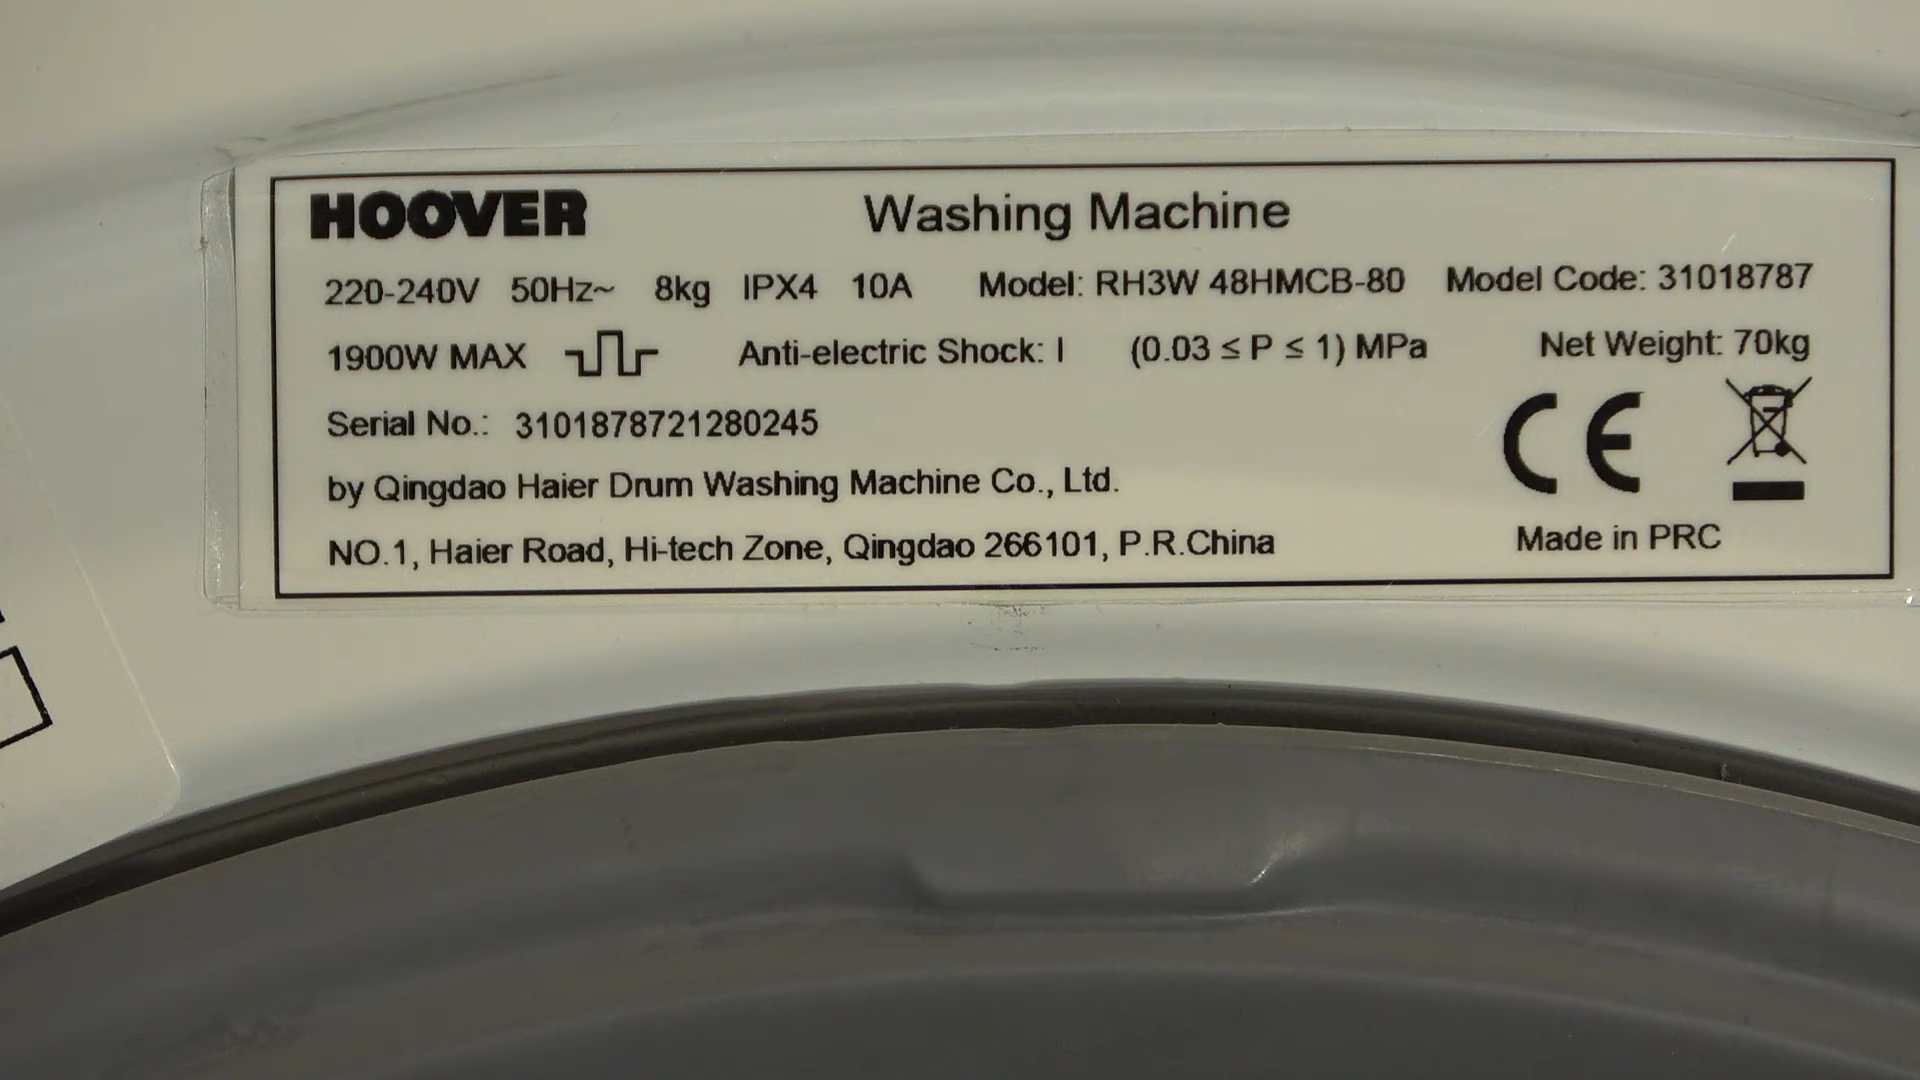 HOOVER Washing Machine
220-240V 50Hz~ 8kg IPX4 10A Model: RH3W 48HMCB-80 Model Code: 31018787
1900W MAX Anti-electric Shock: I (0.03 ≤ P ≤ 1) MPa Net Weight: 70kg
Serial No.: 3101878721280245
CE
by Qingdao Haier Drum Washing Machine Co., Ltd.
NO.1, Haier Road, Hi-tech Zone, Qingdao 266101, P.R.China Made in PRC